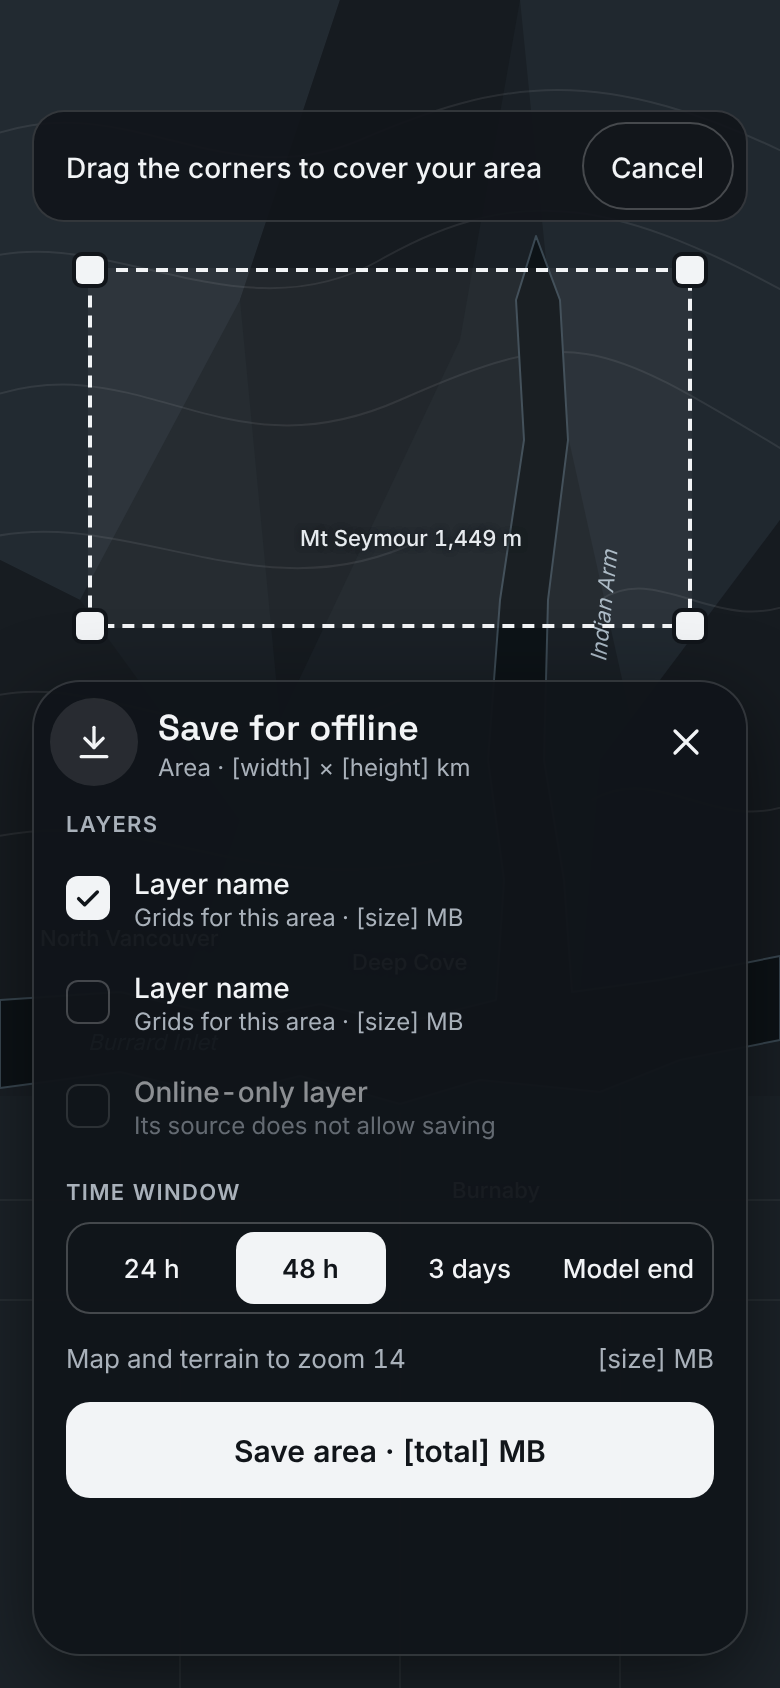 Drag the corners to cover your area
Cancel
Mt Seymour 1,449 m
Indian Arm
Save for offline
Area · [width] × [height] km
LAYERS
Layer name
Grids for this area · [size] MB
North Vancouver
Deep Cove
Layer name
Grids for this area · [size] MB
Burrard Inlet
Online-only layer
Its source does not allow saving
TIME WINDOW
Burnaby
24 h
48 h
3 days
Model end
Map and terrain to zoom 14
[size] MB
Save area · [total] MB